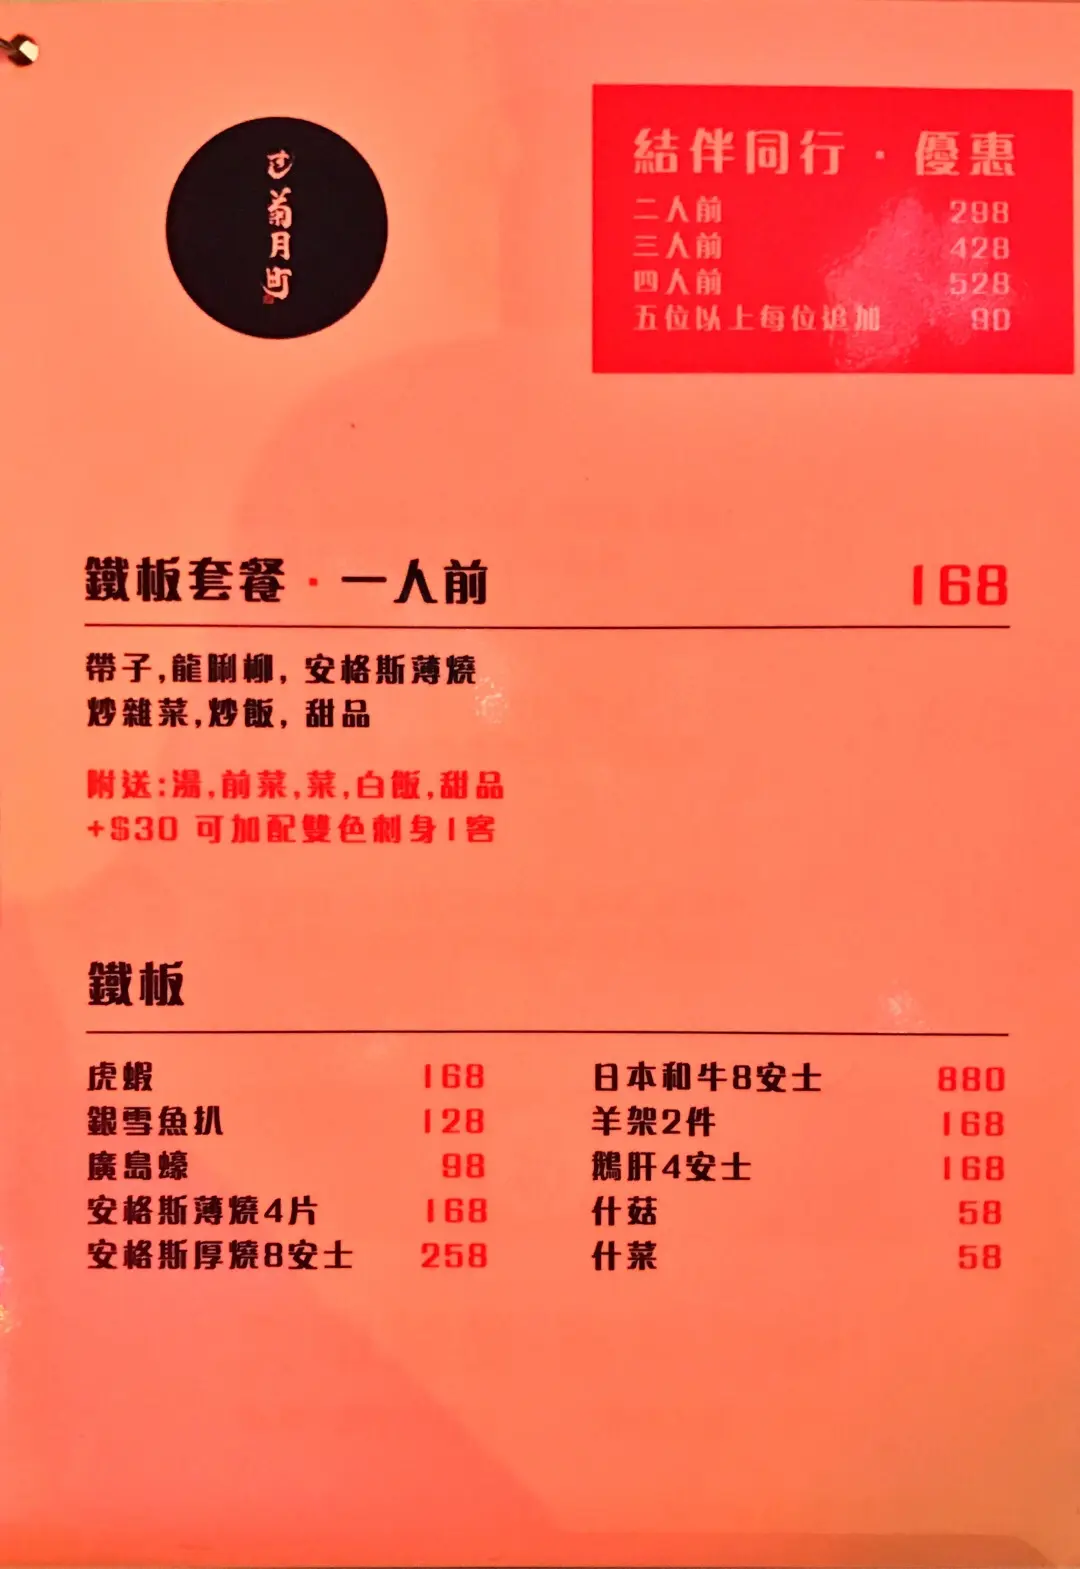 菊月町
結伴同行·優惠
二人前 298
三人前 428
四人前 528
五位以上每位追加 90
鐵板套餐·一人前 168
帶子,龍脷柳, 安格斯薄燒
炒雜菜,炒飯, 甜品
附送:湯,前菜,菜,白飯,甜品
+$30 可加配雙色刺身1客
鐵板
虎蝦 168
銀雪魚扒 128
廣島蠔 98
安格斯薄燒4片 168
安格斯厚燒8安士 258
日本和牛8安士 880
羊架2件 168
鵝肝4安士 168
什菇 58
什菜 58